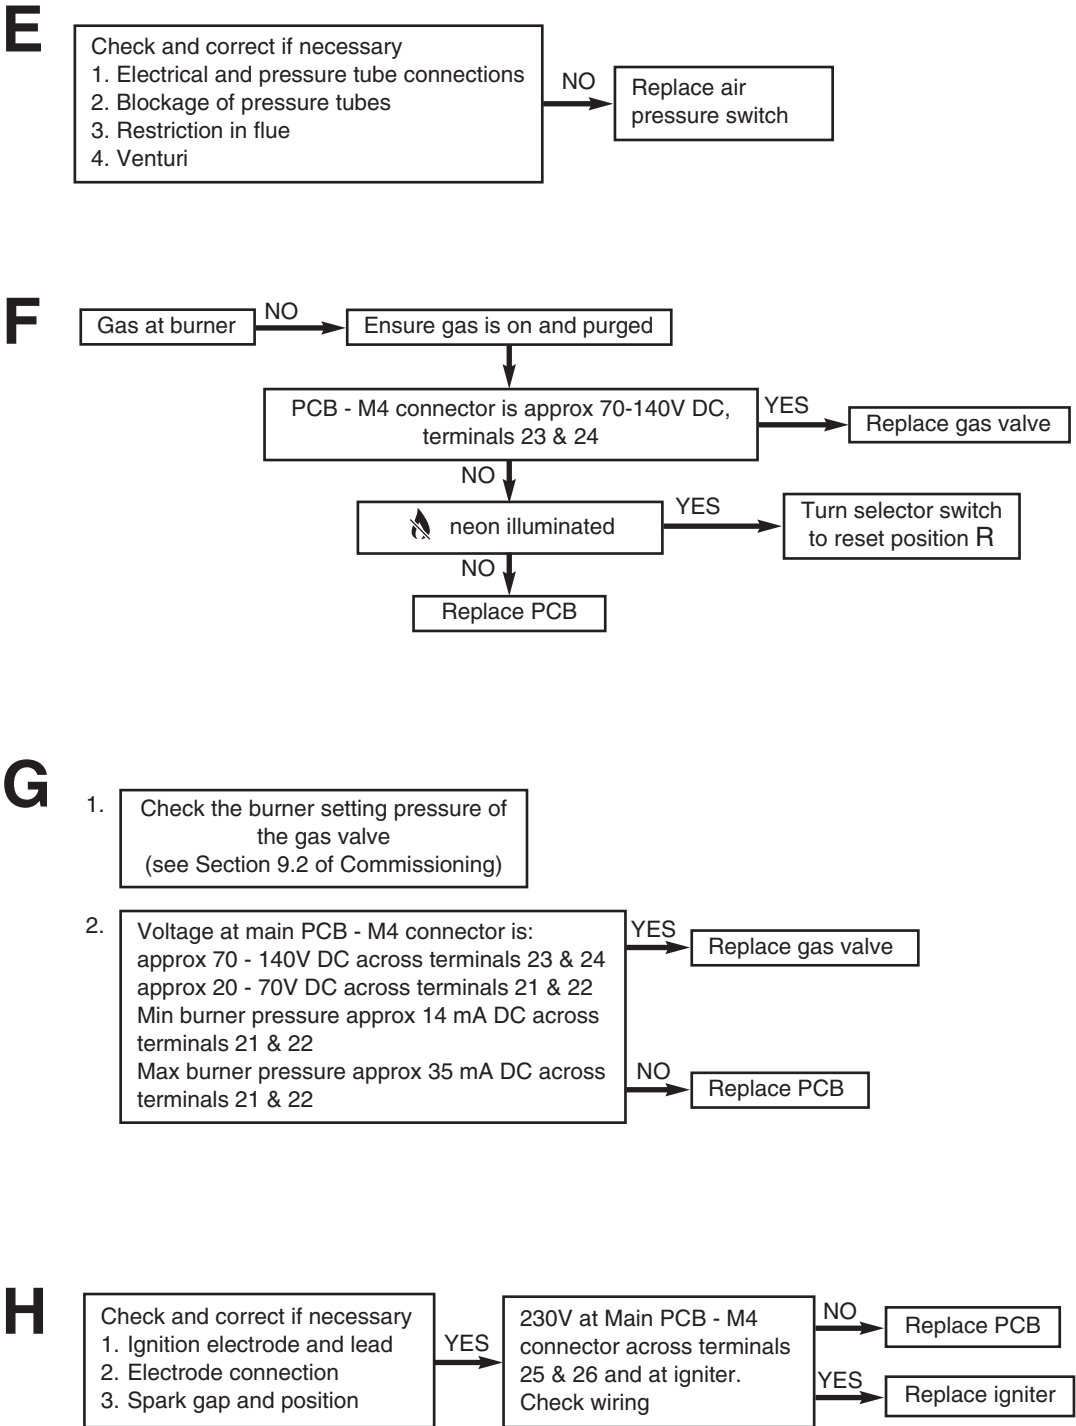 E
Check and correct if necessary
1. Electrical and pressure tube connections
2. Blockage of pressure tubes
3. Restriction in flue
4. Venturi
NO
Replace air
pressure switch
F
Gas at burner
NO
Ensure gas is on and purged
PCB - M4 connector is approx 70-140V DC,
terminals 23 & 24
YES
Replace gas valve
NO
neon illuminated
YES
Turn selector switch
to reset position R
NO
Replace PCB
G
1.
Check the burner setting pressure of
the gas valve
(see Section 9.2 of Commissioning)
2.
Voltage at main PCB - M4 connector is:
approx 70 - 140V DC across terminals 23 & 24
approx 20 - 70V DC across terminals 21 & 22
Min burner pressure approx 14 mA DC across
terminals 21 & 22
Max burner pressure approx 35 mA DC across
terminals 21 & 22
YES
Replace gas valve
NO
Replace PCB
H
Check and correct if necessary
1. Ignition electrode and lead
2. Electrode connection
3. Spark gap and position
YES
230V at Main PCB - M4
connector across terminals
25 & 26 and at igniter.
Check wiring
NO
Replace PCB
YES
Replace igniter